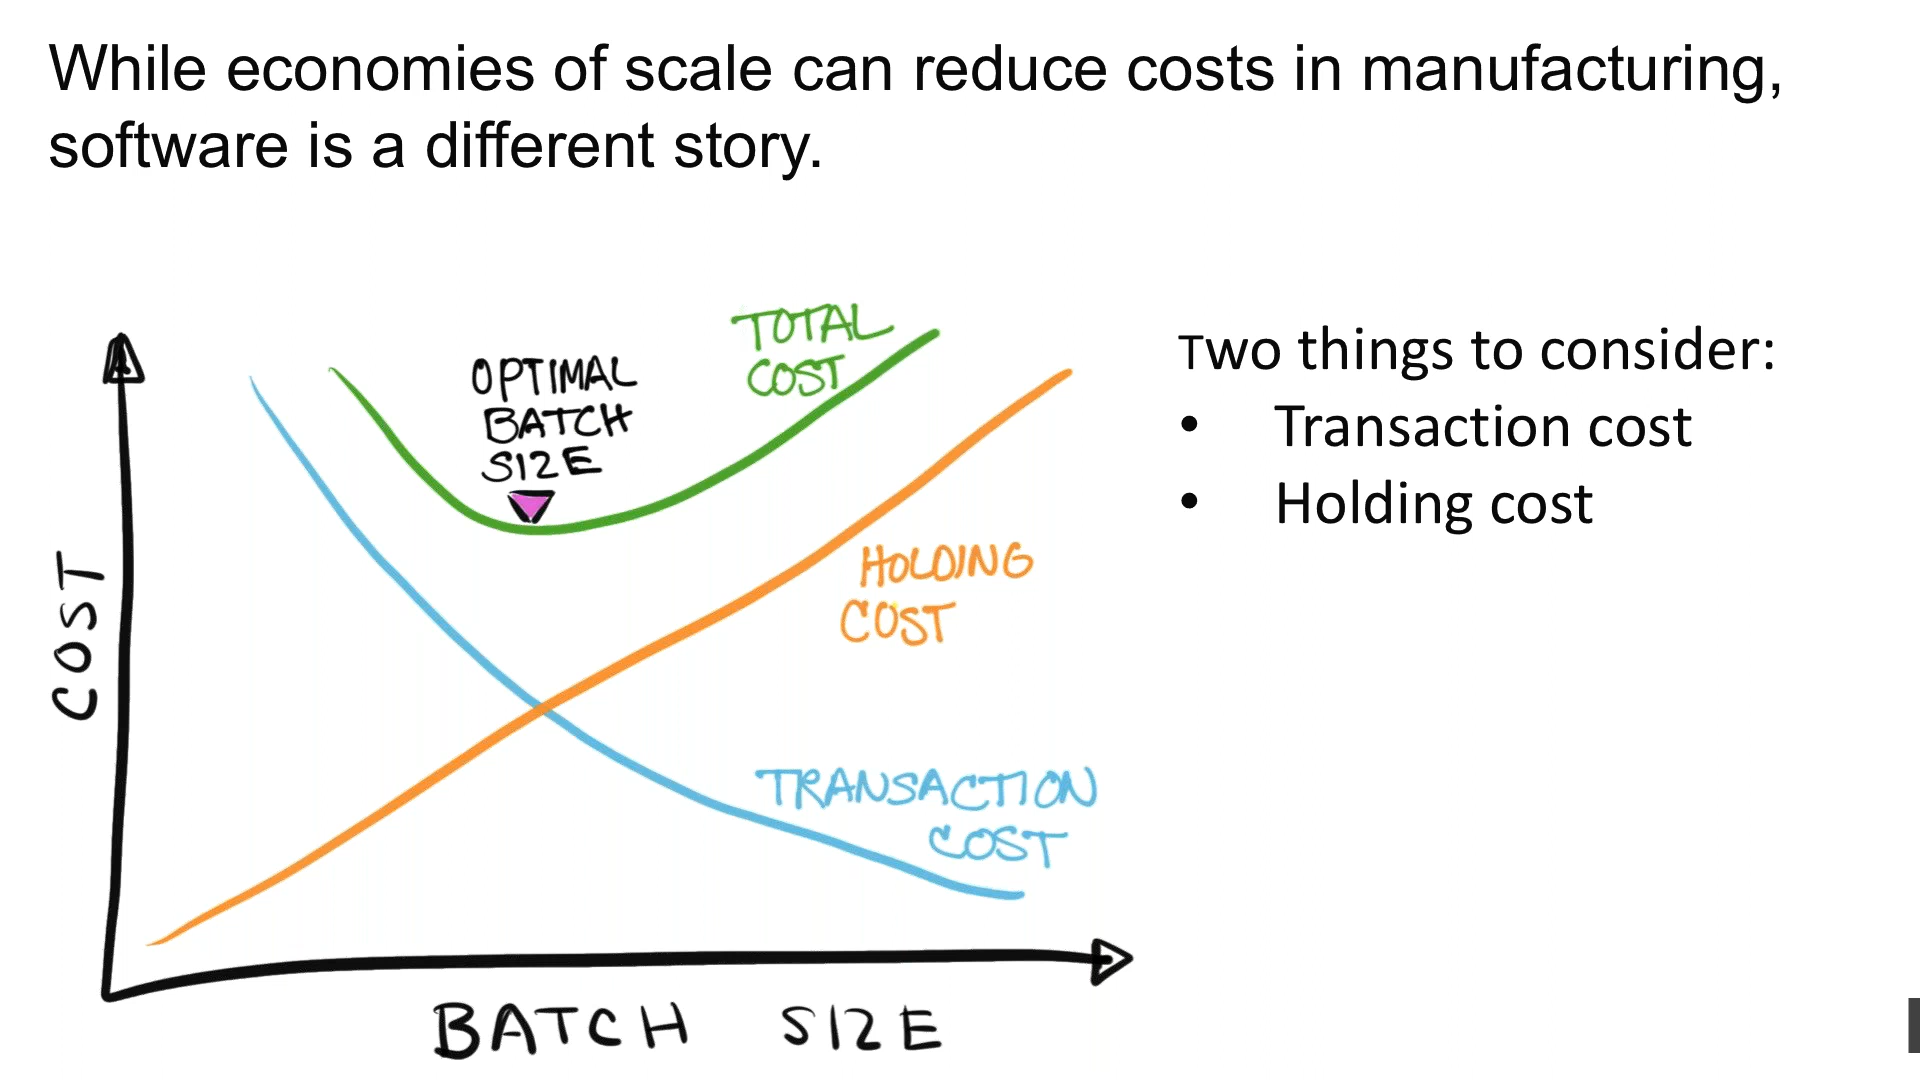 While economies of scale can reduce costs in manufacturing,
software is a different story.
TOTAL
COST
OPTIMAL
BATCH
SIZE
HOLDING
COST
TRANSACTION
COST
COST
BATCH SIZE
Two things to consider:
• Transaction cost
• Holding cost